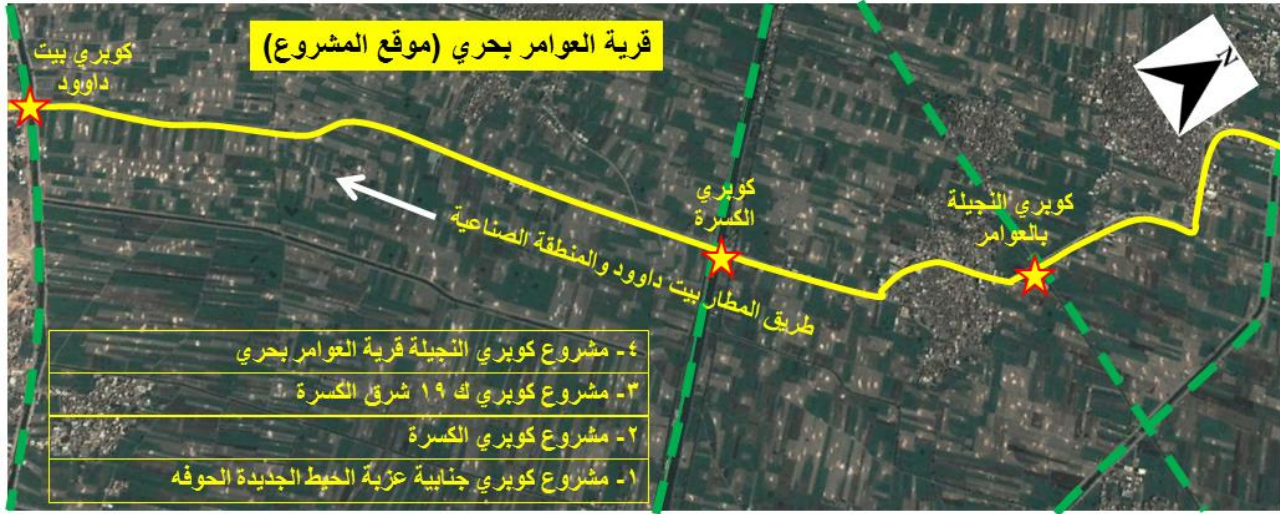 قرية العوامر بحري (موقع المشروع)
N
كوبري بيت
داوود
كوبري
الكسرة
كوبري النجيلة
بالعوامر
طريق المطار بيت داوود والمنطقة الصناعية
٤- مشروع كوبري النجيلة قرية العوامر بحري
٣- مشروع كوبري ك ١٩ شرق الكسرة
٢- مشروع كوبري الكسرة
١- مشروع كوبري جنابية عزبة الخيط الجديدة الحوفه